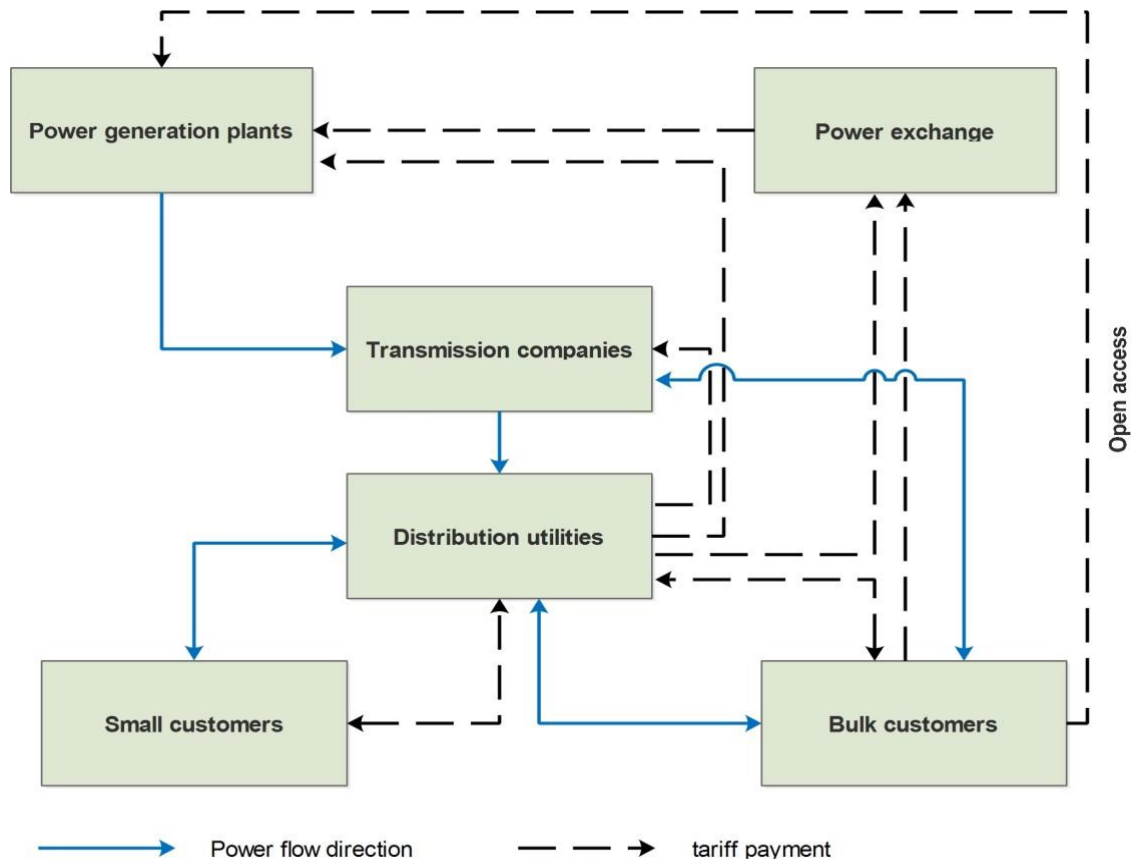 Power generation plants
Power exchange
Transmission companies
Open access
Distribution utilities
Small customers
Bulk customers
Power flow direction
tariff payment